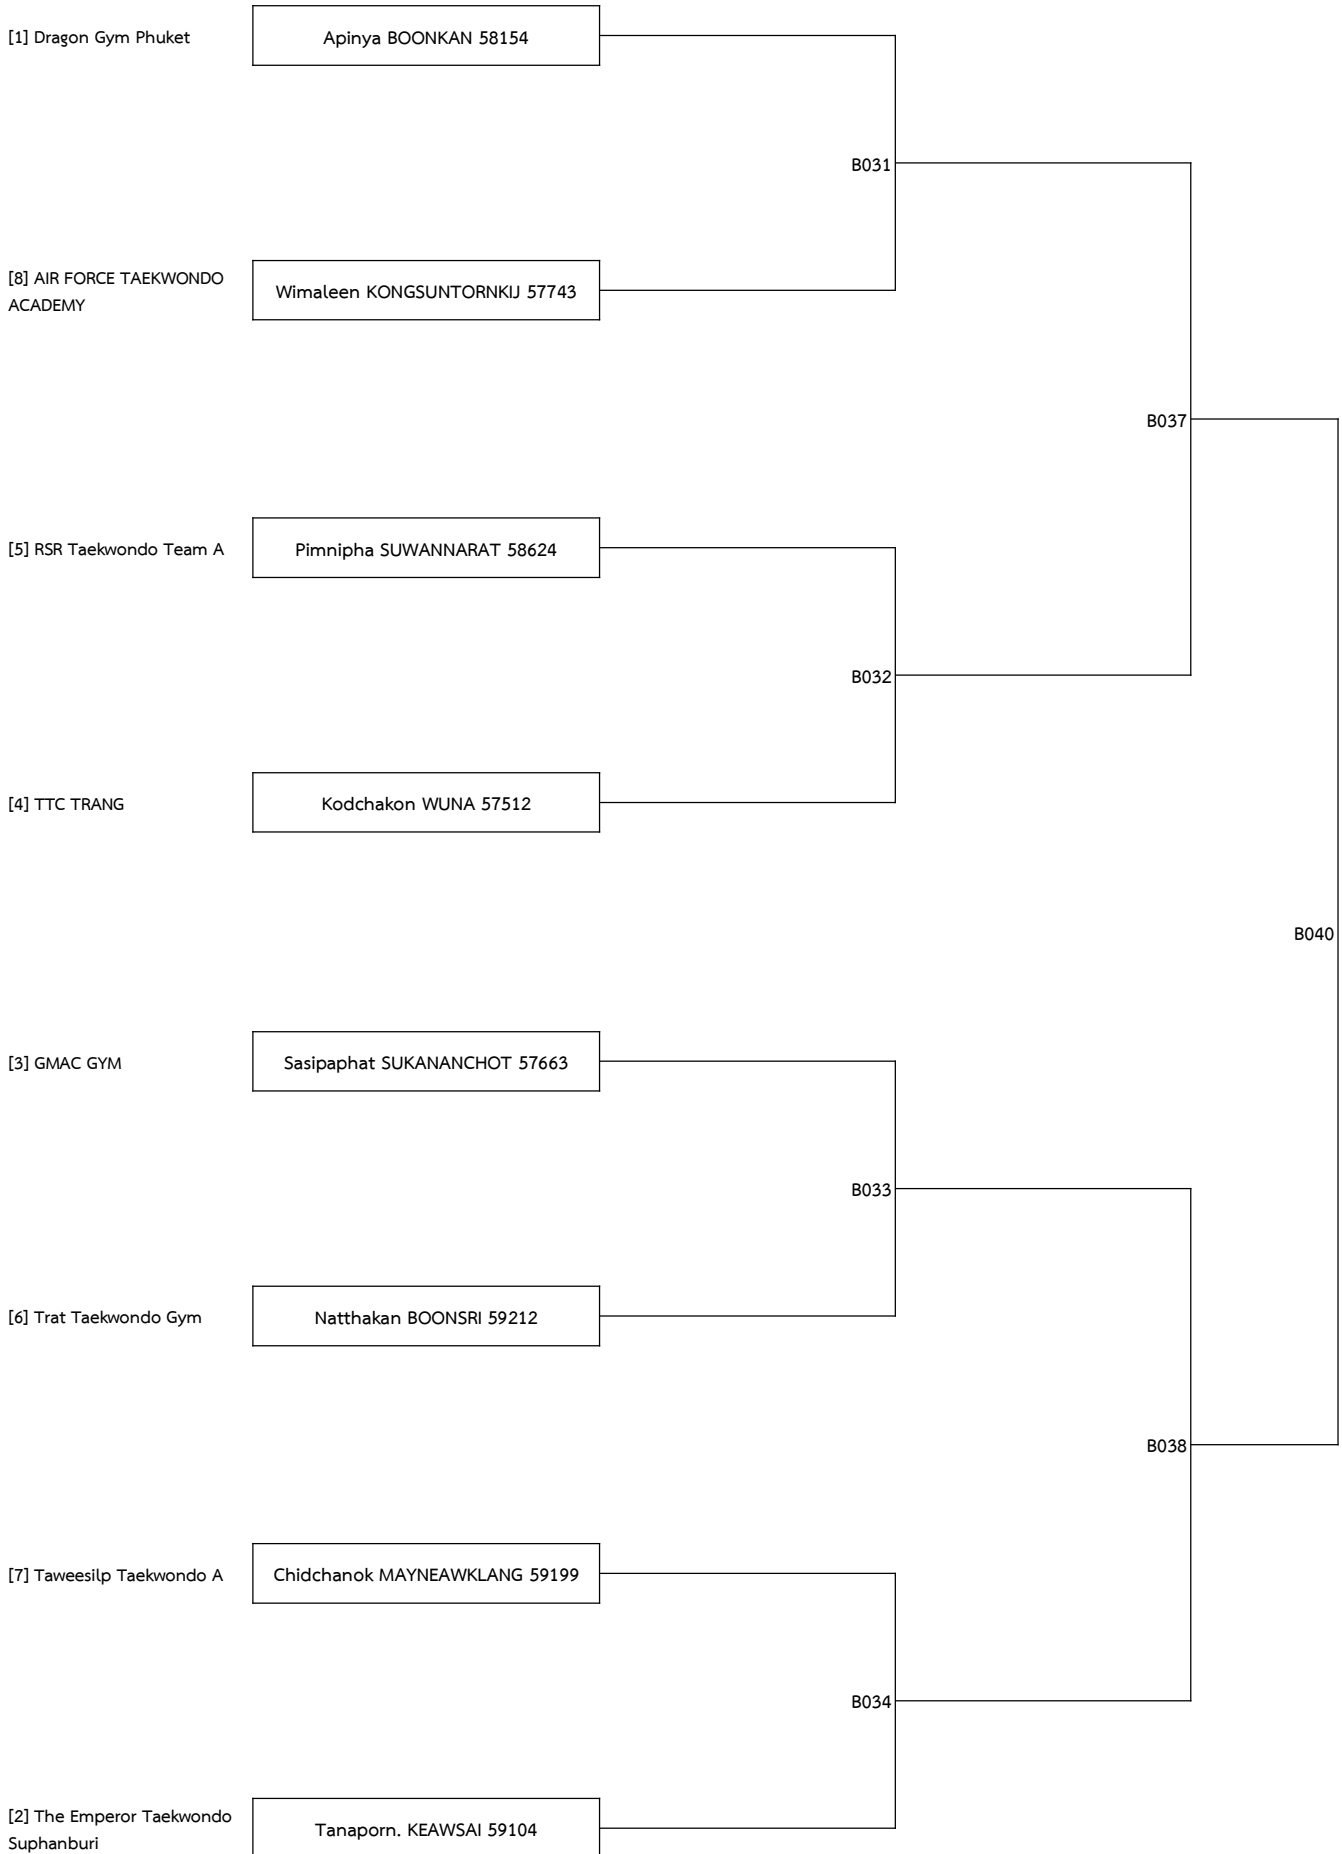 [1] Dragon Gym Phuket
Apinya BOONKAN 58154
B031
[8] AIR FORCE TAEKWONDO
ACADEMY
Wimaleen KONGSUNTORNKIJ 57743
B037
[5] RSR Taekwondo Team A
Pimnipha SUWANNARAT 58624
B032
[4] TTC TRANG
Kodchakon WUNA 57512
B040
[3] GMAC GYM
Sasipaphat SUKANANCHOT 57663
B033
[6] Trat Taekwondo Gym
Natthakan BOONSRI 59212
B038
[7] Taweesilp Taekwondo A
Chidchanok MAYNEAWKLANG 59199
B034
[2] The Emperor Taekwondo
Suphanburi
Tanaporn. KEAWSAI 59104